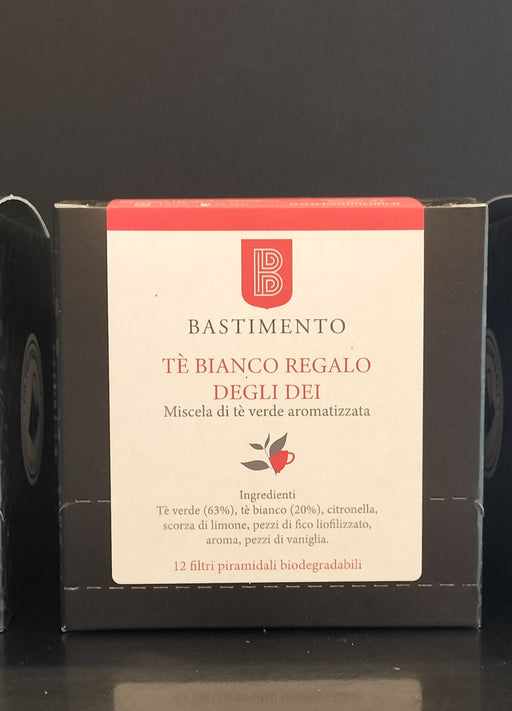 B
BASTIMENTO
TÈ BIANCO REGALO
DEGLI DEI
Miscela di tè verde aromatizzata
Ingredienti
Tè verde (63%), tè bianco (20%), citronella,
scorza di limone, pezzi di fico liofilizzato,
aroma, pezzi di vaniglia.
12 filtri piramidali biodegradabili